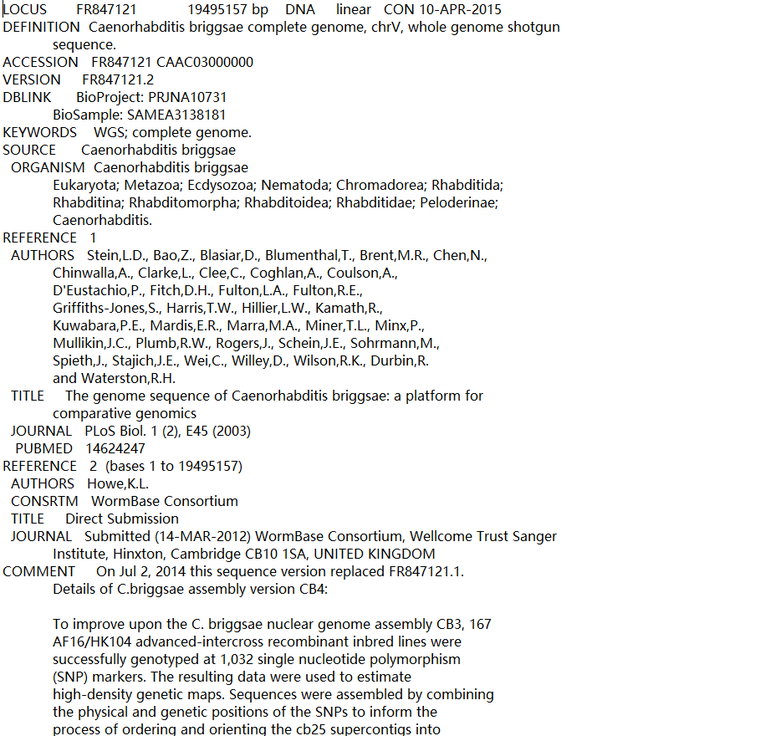 LOCUS FR847121 19495157 bp DNA linear CON 10-APR-2015
DEFINITION Caenorhabditis briggsae complete genome, chrV, whole genome shotgun
sequence.
ACCESSION FR847121 CAAC03000000
VERSION FR847121.2
DBLINK BioProject: PRJNA10731
BioSample: SAMEA3138181
KEYWORDS WGS; complete genome.
SOURCE Caenorhabditis briggsae
ORGANISM Caenorhabditis briggsae
Eukaryota; Metazoa; Ecdysozoa; Nematoda; Chromadorea; Rhabditida;
Rhabditina; Rhabditomorpha; Rhabditoidea; Rhabditidae; Peloderinae;
Caenorhabditis.
REFERENCE 1
AUTHORS Stein,L.D., Bao,Z., Blasiar,D., Blumenthal,T., Brent,M.R., Chen,N.,
Chinwalla,A., Clarke,L., Clee,C., Coghlan,A., Coulson,A.,
D'Eustachio,P., Fitch,D.H., Fulton,L.A., Fulton,R.E.,
Griffiths-Jones,S., Harris,T.W., Hillier,L.W., Kamath,R.,
Kuwabara,P.E., Mardis,E.R., Marra,M.A., Miner,T.L., Minx,P.,
Mullikin,J.C., Plumb,R.W., Rogers,J., Schein,J.E., Sohrmann,M.,
Spieth,J., Stajich,J.E., Wei,C., Willey,D., Wilson,R.K., Durbin,R.
and Waterston,R.H.
TITLE The genome sequence of Caenorhabditis briggsae: a platform for
comparative genomics
JOURNAL PLoS Biol. 1 (2), E45 (2003)
PUBMED 14624247
REFERENCE 2 (bases 1 to 19495157)
AUTHORS Howe,K.L.
CONSRTM WormBase Consortium
TITLE Direct Submission
JOURNAL Submitted (14-MAR-2012) WormBase Consortium, Wellcome Trust Sanger
Institute, Hinxton, Cambridge CB10 1SA, UNITED KINGDOM
COMMENT On Jul 2, 2014 this sequence version replaced FR847121.1.
Details of C.briggsae assembly version CB4:
To improve upon the C. briggsae nuclear genome assembly CB3, 167
AF16/HK104 advanced-intercross recombinant inbred lines were
successfully genotyped at 1,032 single nucleotide polymorphism
(SNP) markers. The resulting data were used to estimate
high-density genetic maps. Sequences were assembled by combining
the physical and genetic positions of the SNPs to inform the
process of ordering and orienting the cb25 supercontigs into